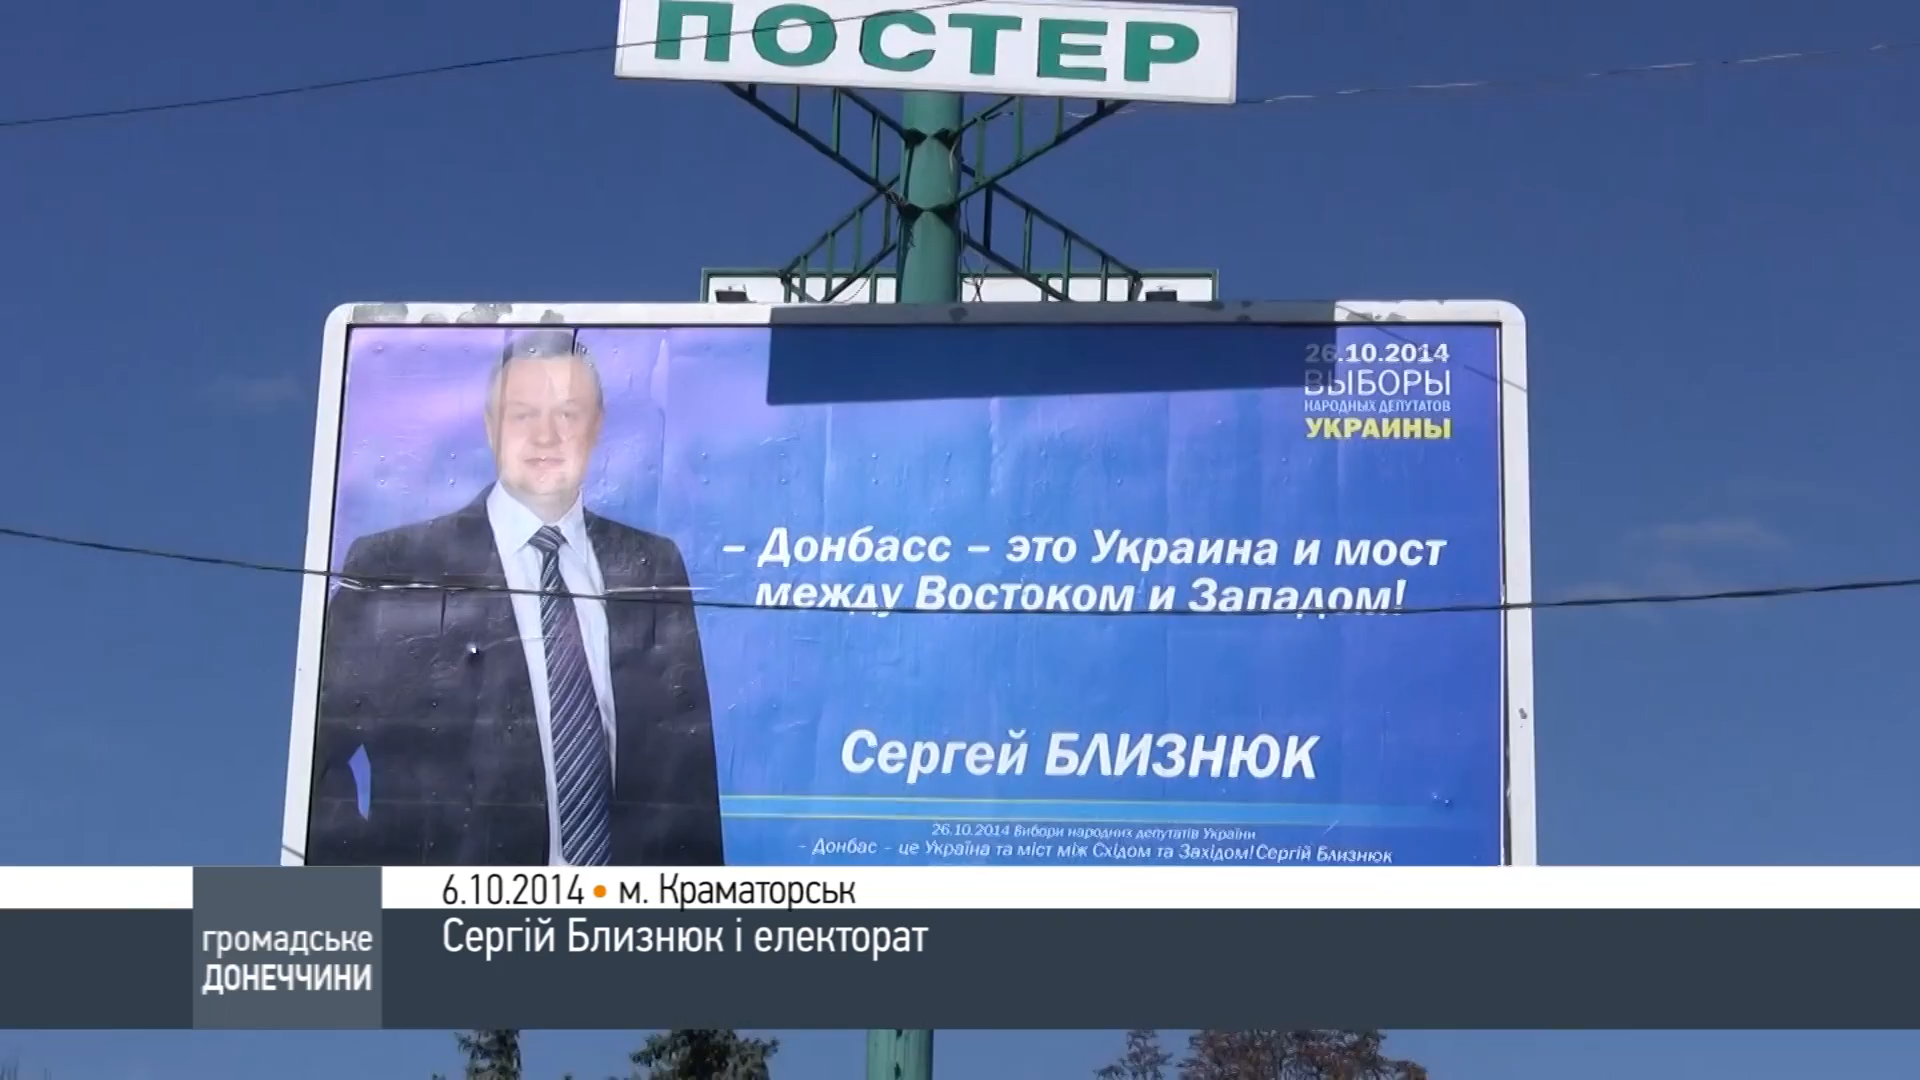 ПОСТЕР
26.10.2014
ВЫБОРЫ
НАРОДНЫХ ДЕПУТАТОВ
УКРАИНЫ
– Донбасс – это Украина и мост
между Востоком и Западом!
Сергей БЛИЗНЮК
26.10.2014 Вибори народних депутатів України
- Донбас - це Україна та міст між Східом та Західом! Сергій Близнюк
6.10.2014 • м. Краматорськ
Сергій Близнюк і електорат
громадське
ДОНЕЧЧИНИ